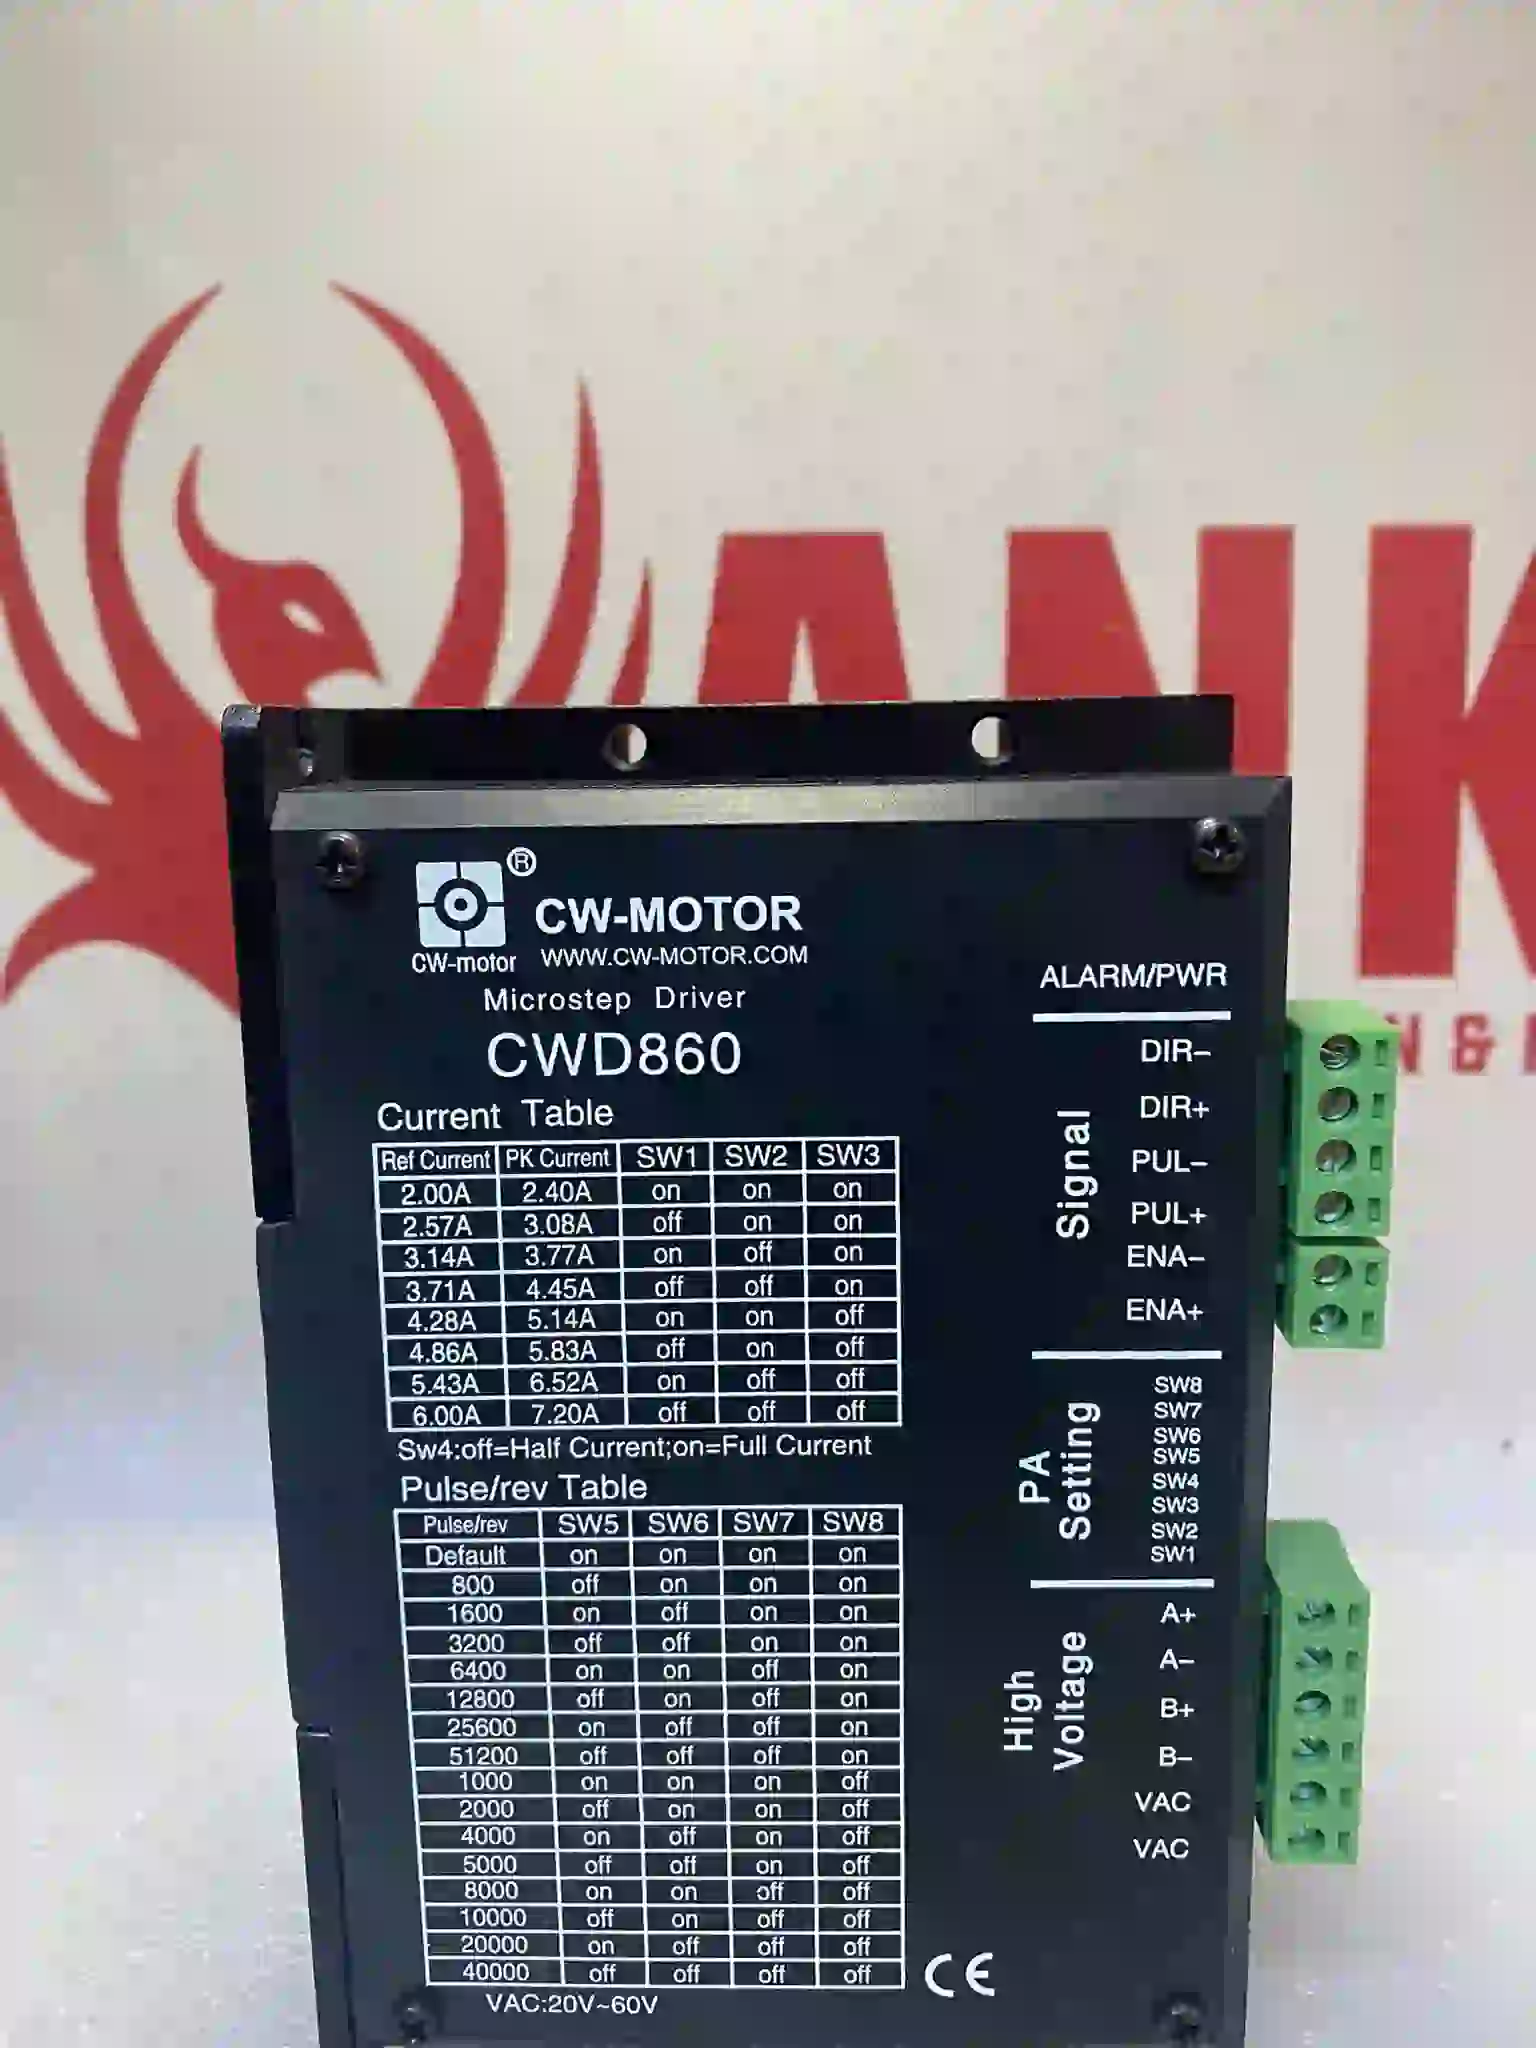 ANK
N &
®
CW-motor
CW-MOTOR
WWW.CW-MOTOR.COM
Microstep Driver
CWD860
Current Table
Ref Current PK Current SW1 SW2 SW3
2.00A 2.40A on on on
2.57A 3.08A off on on
3.14A 3.77A on off on
3.71A 4.45A off off on
4.28A 5.14A on on off
4.86A 5.83A off on off
5.43A 6.52A on off off
6.00A 7.20A off off off
Sw4:off=Half Current;on=Full Current
Pulse/rev Table
Pulse/rev SW5 SW6 SW7 SW8
Default on on on on
800 off on on on
1600 on off on on
3200 off off on on
6400 on on off on
12800 off on off on
25600 on off off on
51200 off off off on
1000 on on on off
2000 off on on off
4000 on off on off
5000 off off on off
8000 on on off off
10000 off on off off
20000 on off off off
40000 off off off off
VAC:20V~60V
CE
ALARM/PWR
Signal
DIR−
DIR+
PUL−
PUL+
ENA−
ENA+
PA
Setting
SW8
SW7
SW6
SW5
SW4
SW3
SW2
SW1
High
Voltage
A+
A−
B+
B−
VAC
VAC